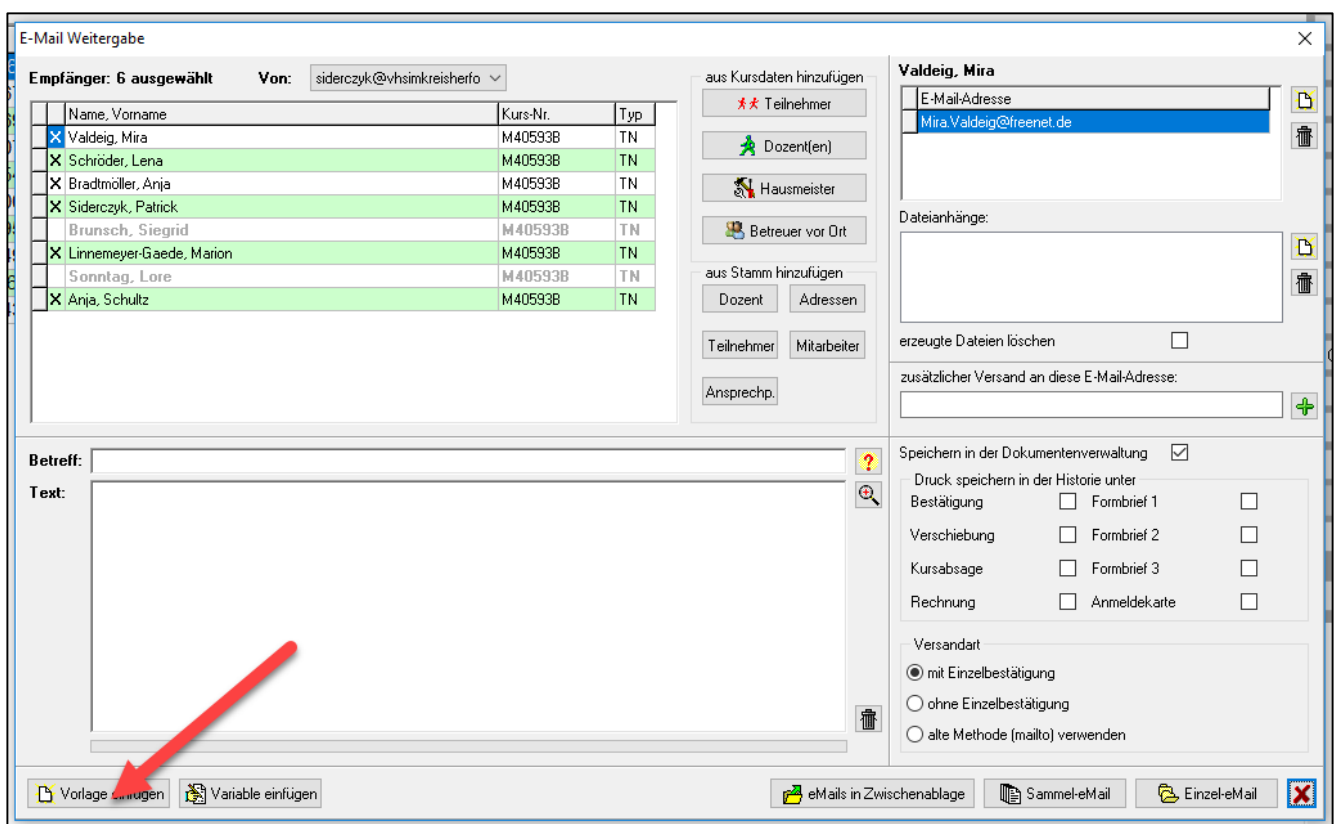 E-Mail Weitergabe
Empfänger: 6 ausgewählt Von: siderczyk@vhsimkreisherfo
Name, Vorname Kurs-Nr. Typ
X Valdeig, Mira M40593B TN
X Schröder, Lena M40593B TN
X Bradtmöller, Anja M40593B TN
X Siderczyk, Patrick M40593B TN
Brunsch, Siegrid M40593B TN
X Linnemeyer-Gaede, Marion M40593B TN
Sonntag, Lore M40593B TN
X Anja, Schultz M40593B TN
aus Kursdaten hinzufügen
Teilnehmer
Dozent(en)
Hausmeister
Betreuer vor Ort
aus Stamm hinzufügen
Dozent Adressen
Teilnehmer Mitarbeiter
Ansprechp.
Valdeig, Mira
E-Mail-Adresse
Mira.Valdeig@freenet.de
Dateianhänge:
erzeugte Dateien löschen
zusätzlicher Versand an diese E-Mail-Adresse:
Betreff:
Text:
Speichern in der Dokumentenverwaltung
Druck speichern in der Historie unter
Bestätigung Formbrief 1
Verschiebung Formbrief 2
Kursabsage Formbrief 3
Rechnung Anmeldekarte
Versandart
mit Einzelbestätigung
ohne Einzelbestätigung
alte Methode (mailto) verwenden
Vorlage einfügen Variable einfügen eMails in Zwischenablage Sammel-eMail Einzel-eMail